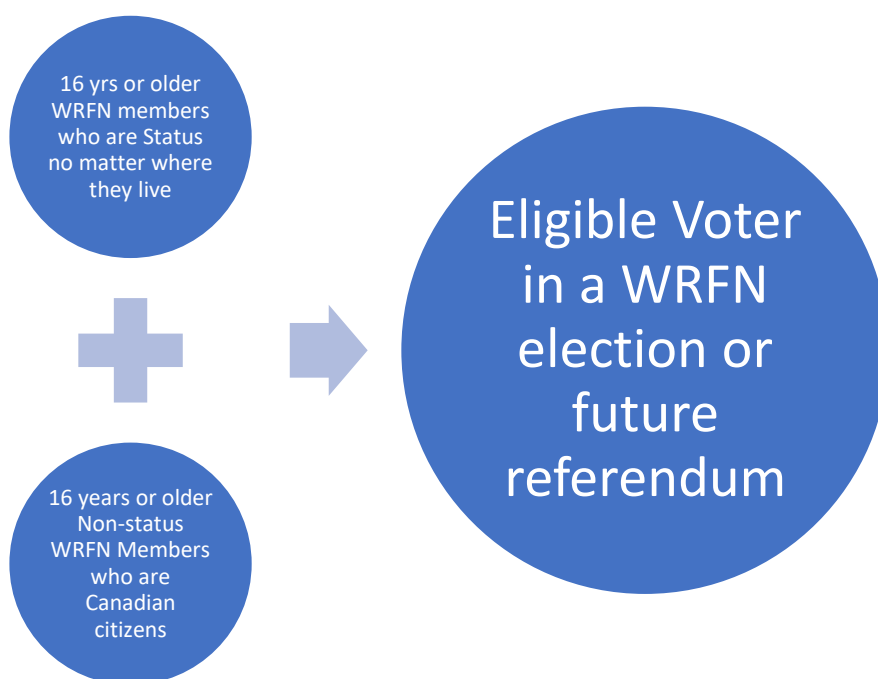 16 yrs or older
WRFN members
who are Status
no matter where
they live
16 years or older
Non-status
WRFN Members
who are
Canadian
citizens
Eligible Voter
in a WRFN
election or
future
referendum